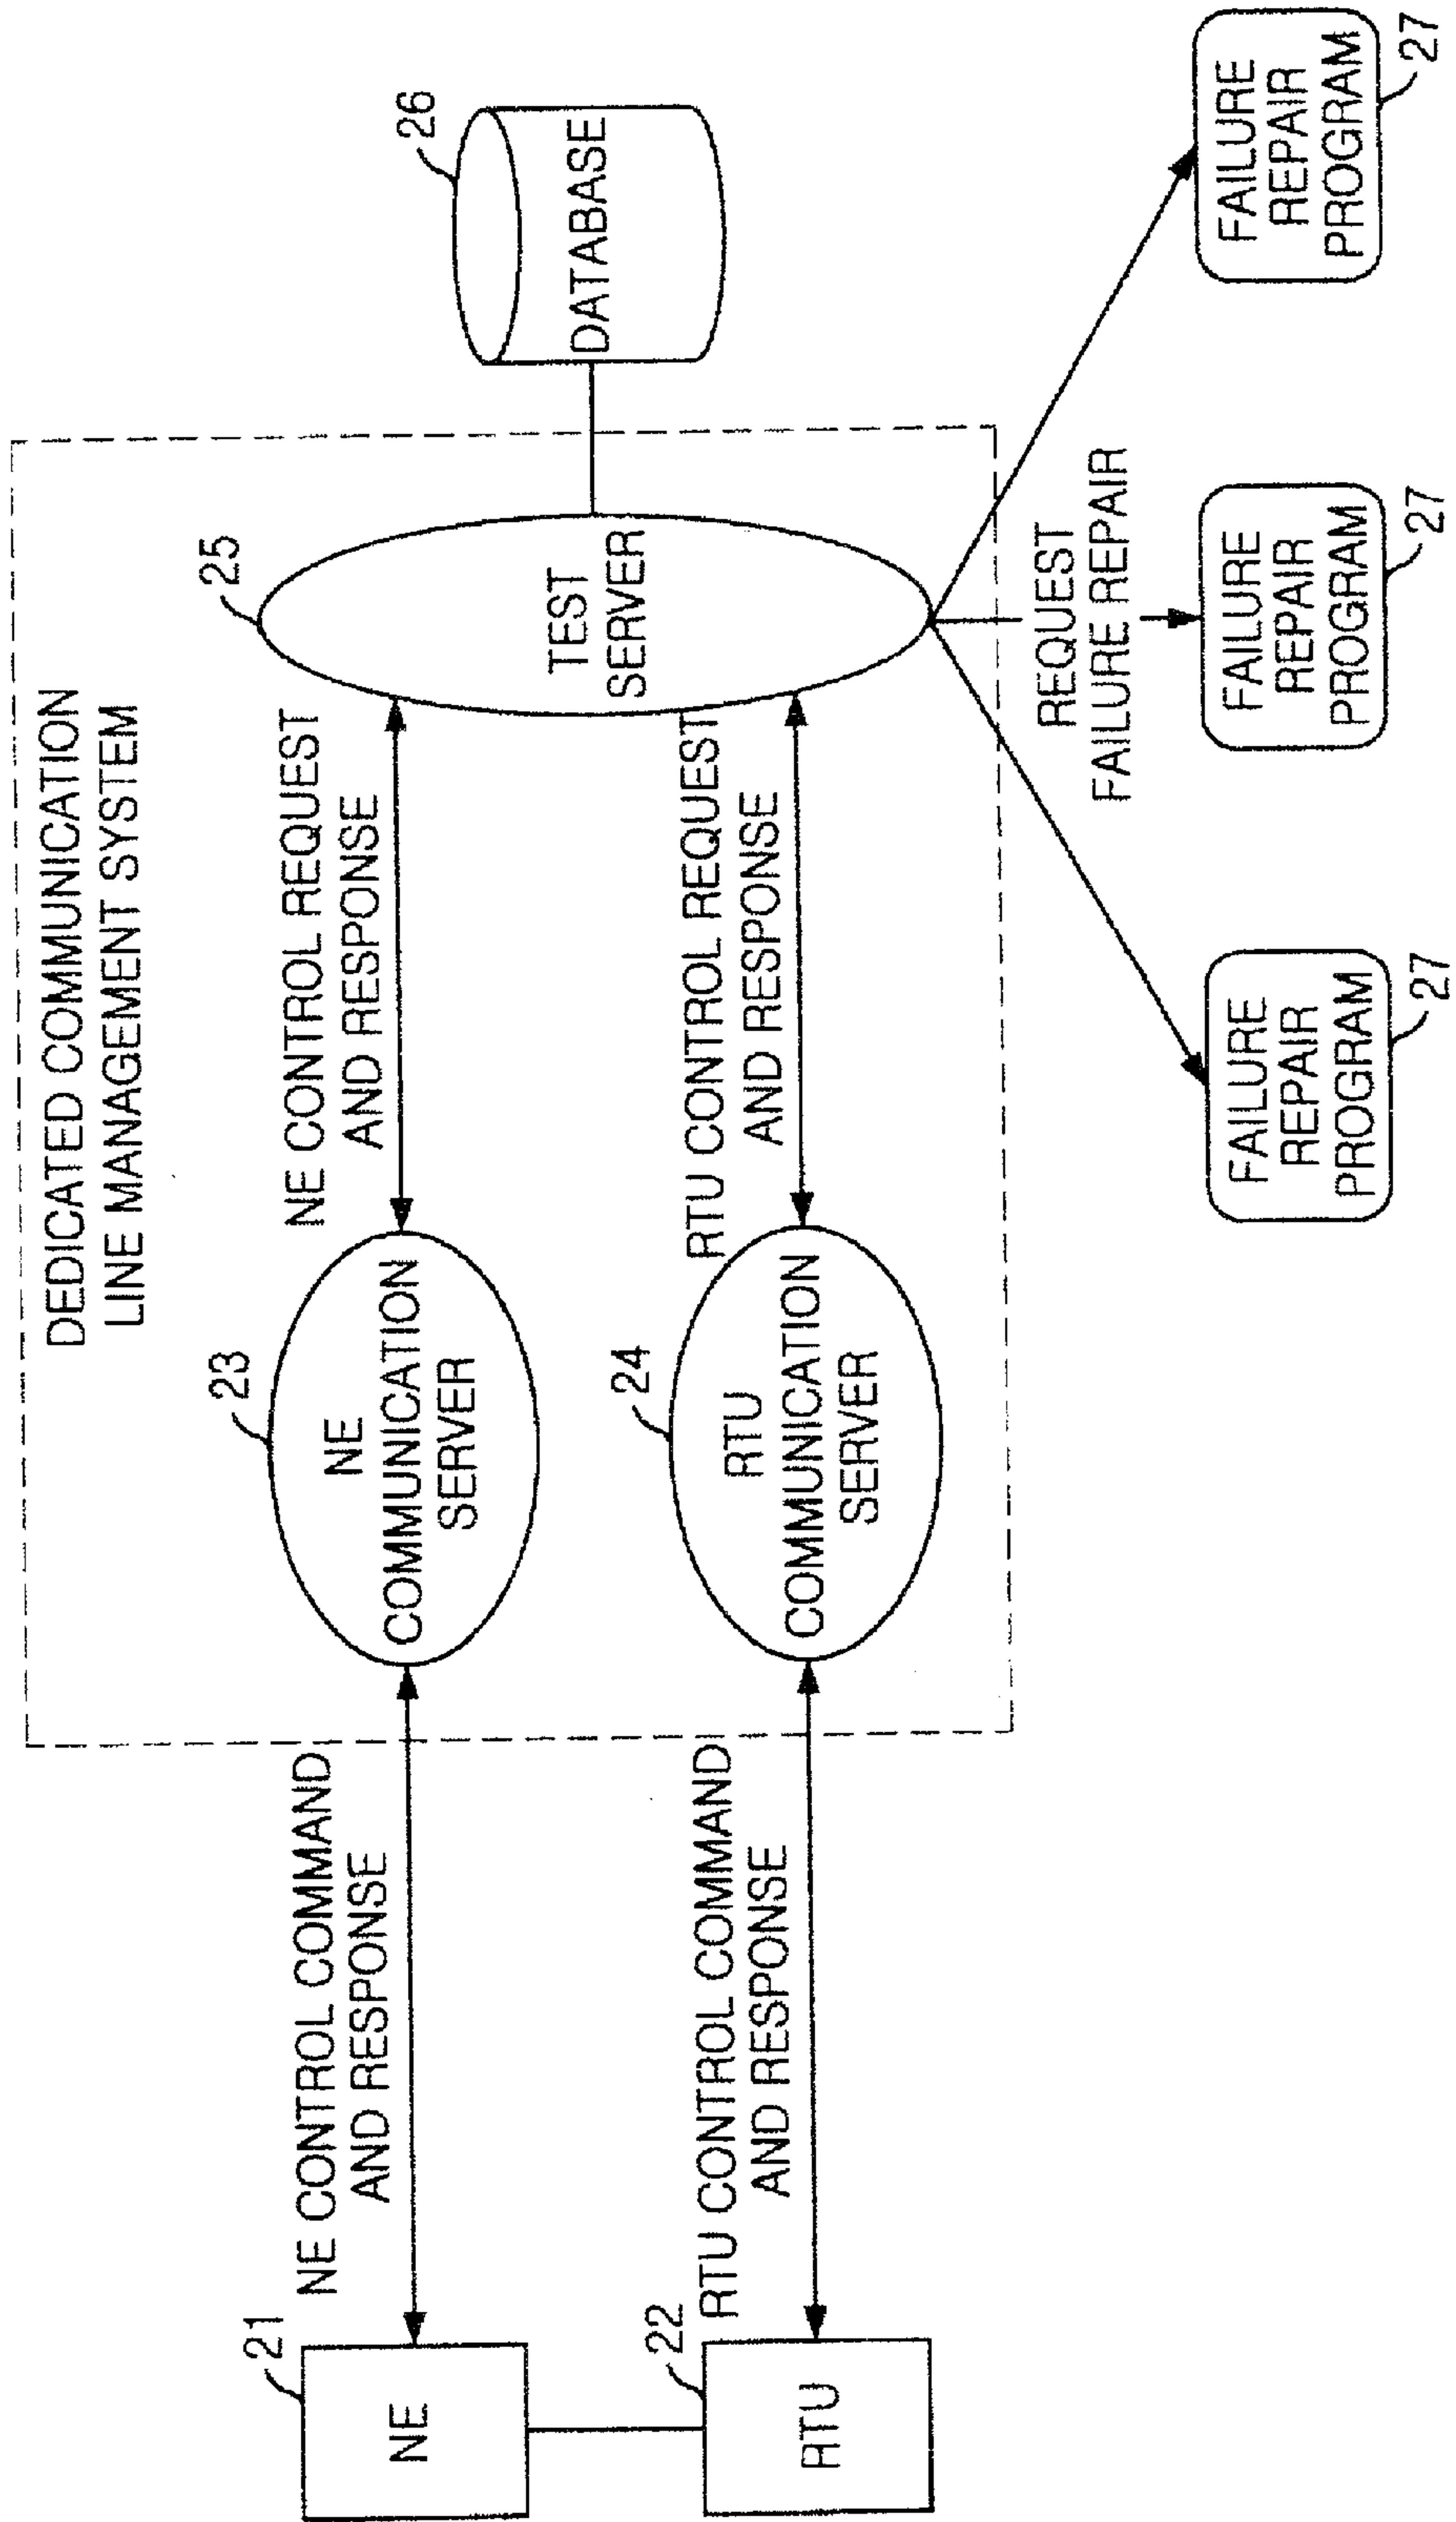 DEDICATED COMMUNICATION
LINE MANAGEMENT SYSTEM
21
NE
NE CONTROL COMMAND
AND RESPONSE
23
NE
COMMUNICATION
SERVER
NE CONTROL REQUEST
AND RESPONSE
25
TEST
SERVER
26
DATABASE
22
RTU
RTU CONTROL COMMAND
AND RESPONSE
24
RTU
COMMUNICATION
SERVER
RTU CONTROL REQUEST
AND RESPONSE
REQUEST
FAILURE REPAIR
FAILURE
REPAIR
PROGRAM
27
FAILURE
REPAIR
PROGRAM
27
FAILURE
REPAIR
PROGRAM
27